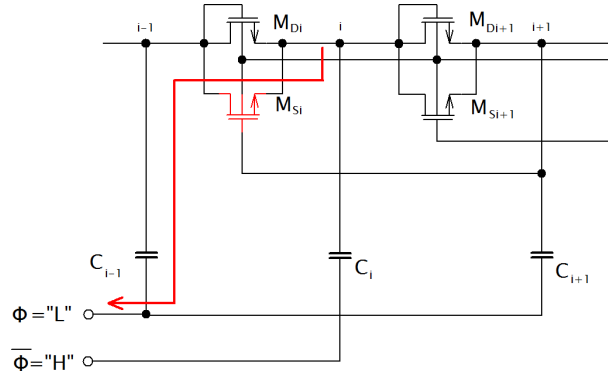 i-1
i
i+1
M_Di
M_Di+1
M_Si
M_Si+1
C_i-1
C_i
C_i+1
Φ="L"
Φ̅="H"